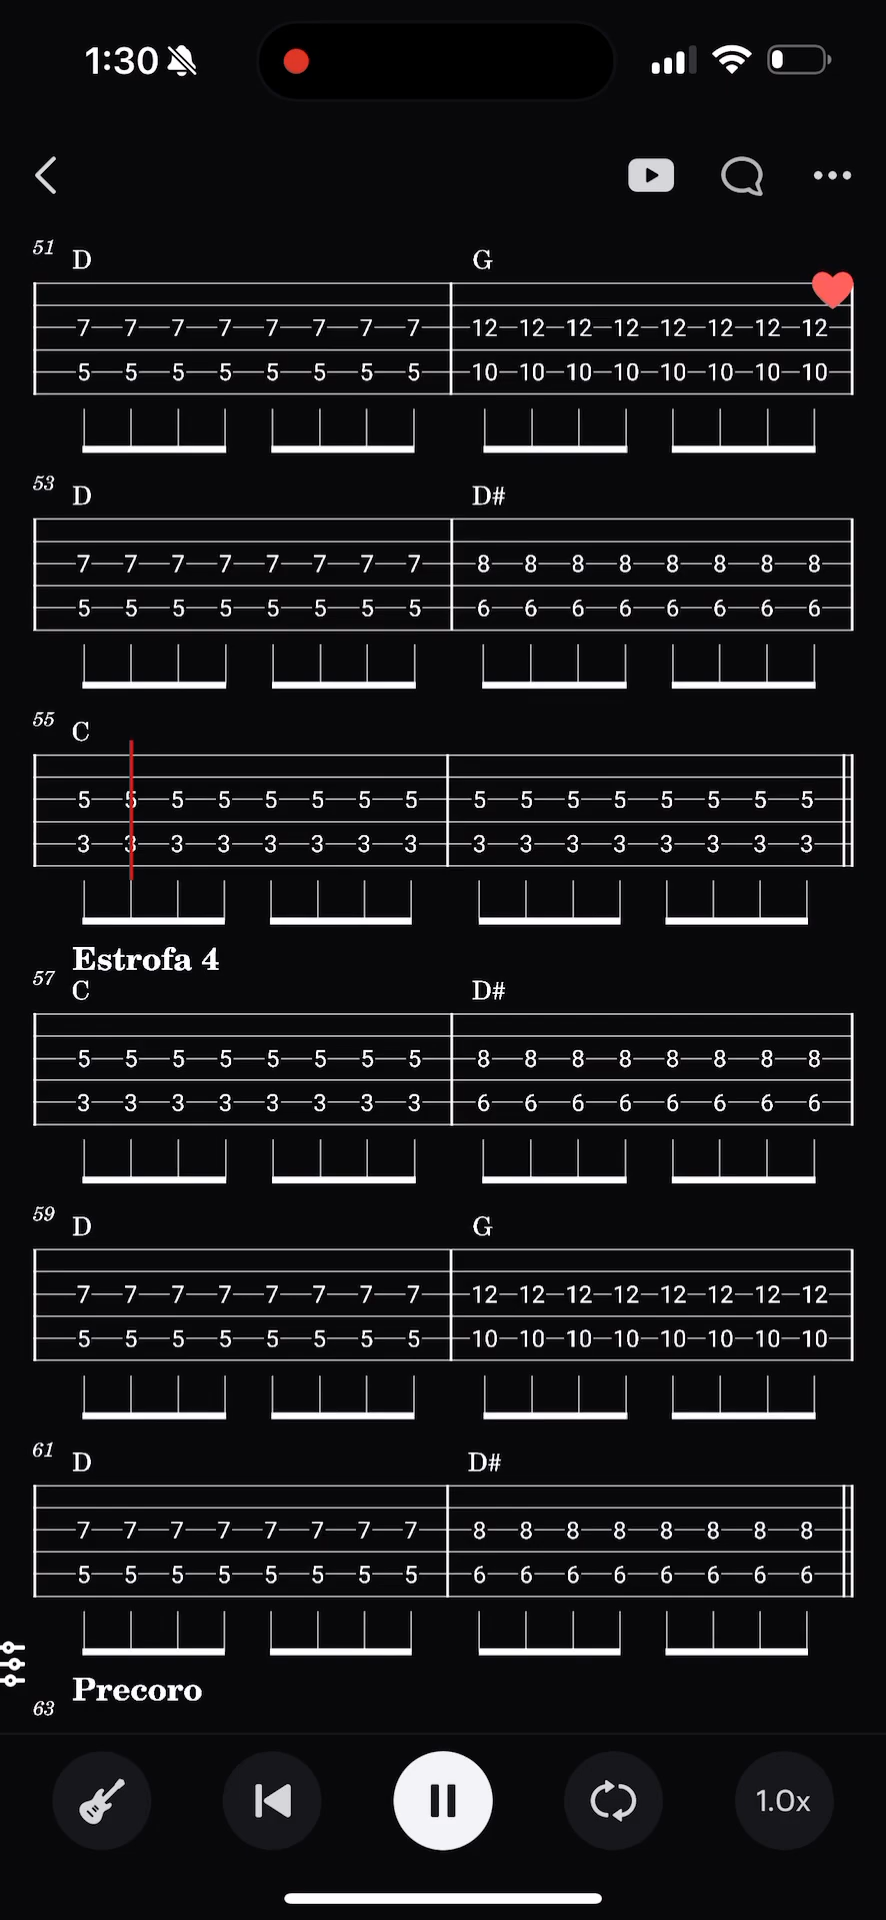 1:30
51 D G
7 7 7 7 7 7 7 7 12 12 12 12 12 12 12 12
5 5 5 5 5 5 5 5 10 10 10 10 10 10 10 10
53 D D#
7 7 7 7 7 7 7 7 8 8 8 8 8 8 8 8
5 5 5 5 5 5 5 5 6 6 6 6 6 6 6 6
55 C
5 5 5 5 5 5 5 5 5 5 5 5 5 5 5 5
3 3 3 3 3 3 3 3 3 3 3 3 3 3 3 3
Estrofa 4
57 C D#
5 5 5 5 5 5 5 5 8 8 8 8 8 8 8 8
3 3 3 3 3 3 3 3 6 6 6 6 6 6 6 6
59 D G
7 7 7 7 7 7 7 7 12 12 12 12 12 12 12 12
5 5 5 5 5 5 5 5 10 10 10 10 10 10 10 10
61 D D#
7 7 7 7 7 7 7 7 8 8 8 8 8 8 8 8
5 5 5 5 5 5 5 5 6 6 6 6 6 6 6 6
Precoro
63
1.0x